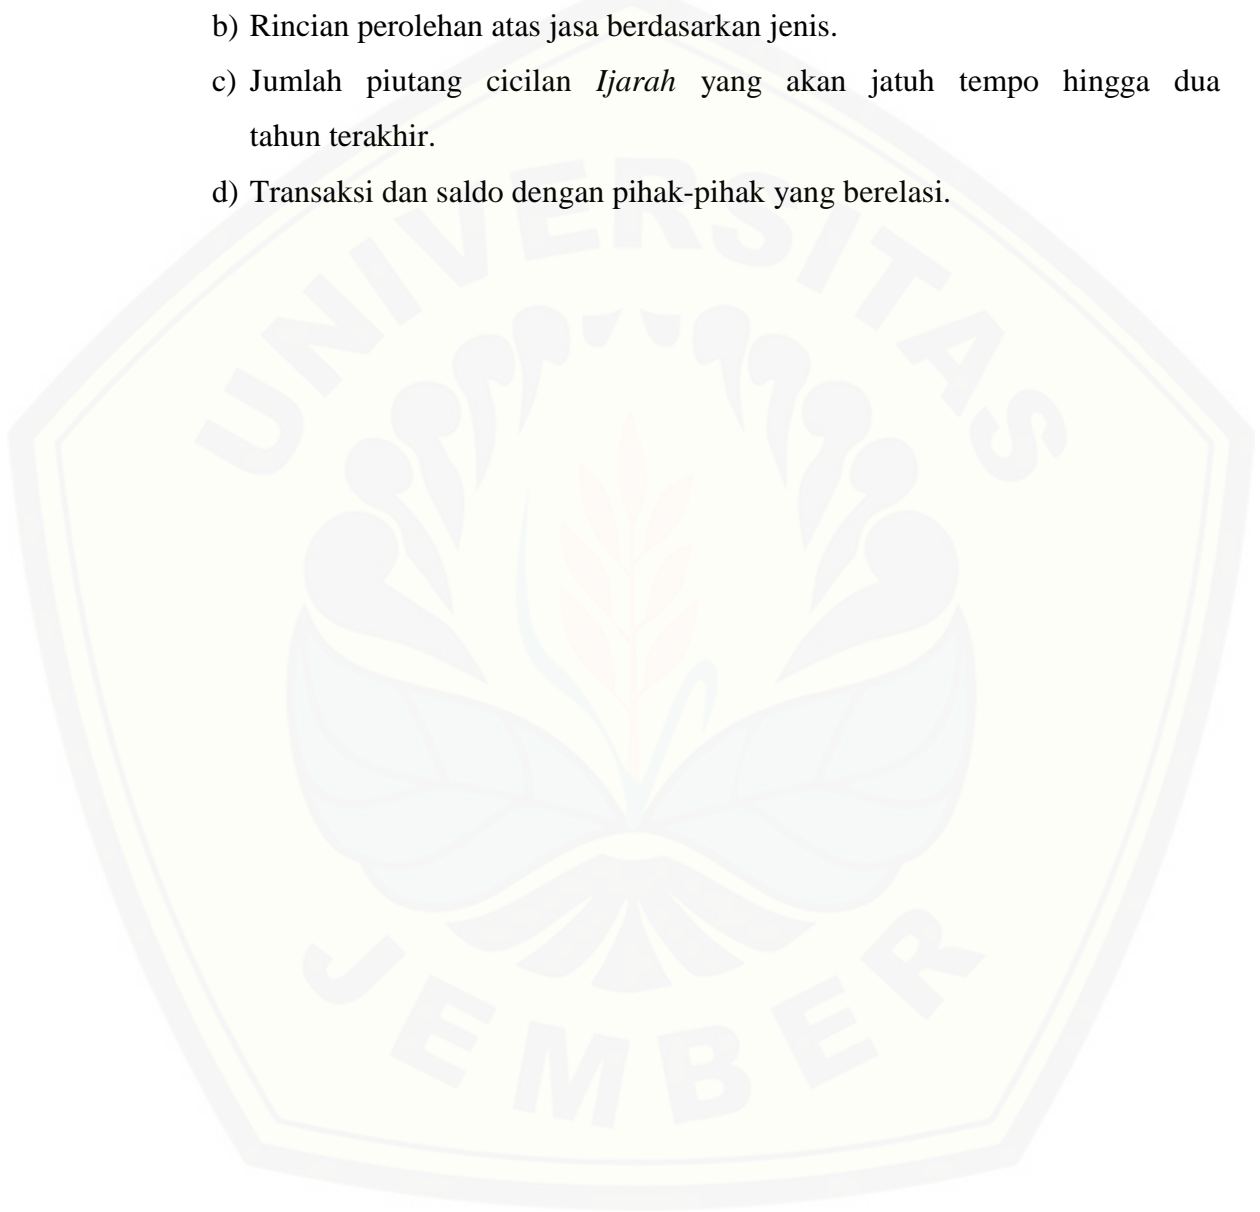 b) Rincian perolehan atas jasa berdasarkan jenis.
c) Jumlah piutang cicilan Ijarah yang akan jatuh tempo hingga dua
tahun terakhir.
d) Transaksi dan saldo dengan pihak-pihak yang berelasi.
UNIVERSITAS
JEMBER